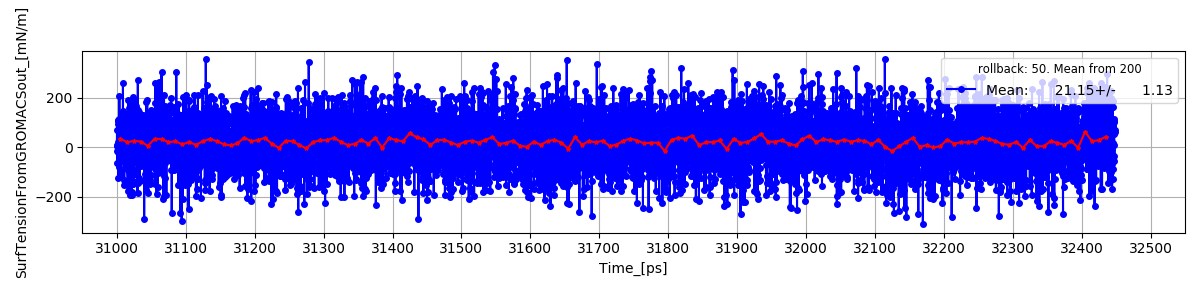 SurfTensionFromGROMACSout_[mN/m]
200
0
−200
rollback: 50. Mean from 200
Mean: 21.15+/- 1.13
31000 31100 31200 31300 31400 31500 31600 31700 31800 31900 32000 32100 32200 32300 32400 32500
Time_[ps]